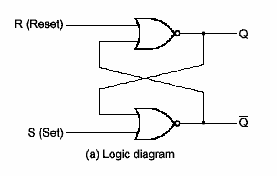 R (Reset)
Q
Q̅
S (Set)
(a) Logic diagram